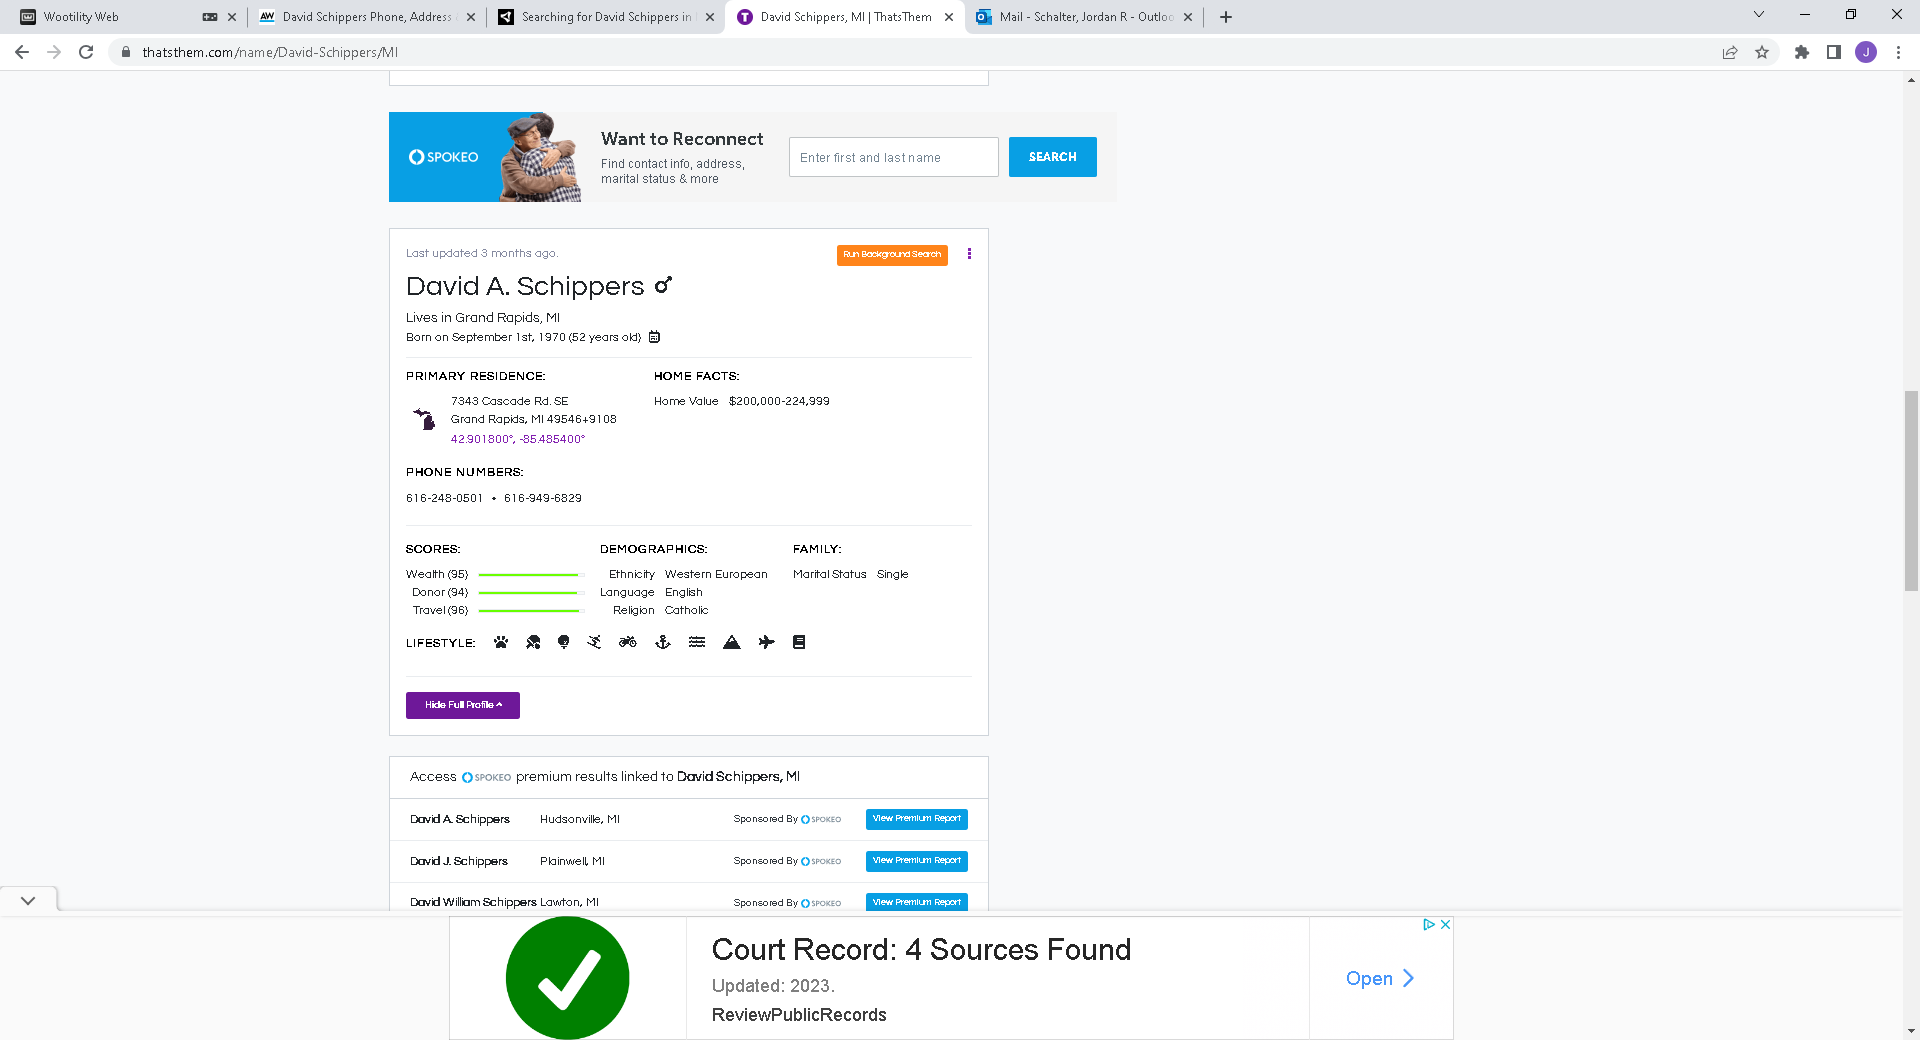 Wootility Web
David Schippers Phone, Address
Searching for David Schippers in
David Schippers, MI | ThatsThem
Mail - Schalter, Jordan R - Outloo
thatsthem.com/name/David-Schippers/MI
J
SPOKEO
Want to Reconnect
Find contact info, address,
marital status & more
Enter first and last name
SEARCH
Last updated 3 months ago.
Run Background Search
David A. Schippers
Lives in Grand Rapids, MI
Born on September 1st, 1970 (52 years old)
PRIMARY RESIDENCE:
7343 Cascade Rd. SE
Grand Rapids, MI 49546+9108
42.901800°, -85.485400°
HOME FACTS:
Home Value $200,000-224,999
PHONE NUMBERS:
616-248-0501 • 616-949-6829
SCORES:
Wealth (95)
Donor (94)
Travel (96)
DEMOGRAPHICS:
Ethnicity Western European
Language English
Religion Catholic
FAMILY:
Marital Status Single
LIFESTYLE:
Hide Full Profile
Access SPOKEO premium results linked to David Schippers, MI
David A. Schippers Hudsonville, MI Sponsored By SPOKEO View Premium Report
David J. Schippers Plainwell, MI Sponsored By SPOKEO View Premium Report
David William Schippers Lawton, MI Sponsored By SPOKEO View Premium Report
Court Record: 4 Sources Found
Updated: 2023.
ReviewPublicRecords
Open